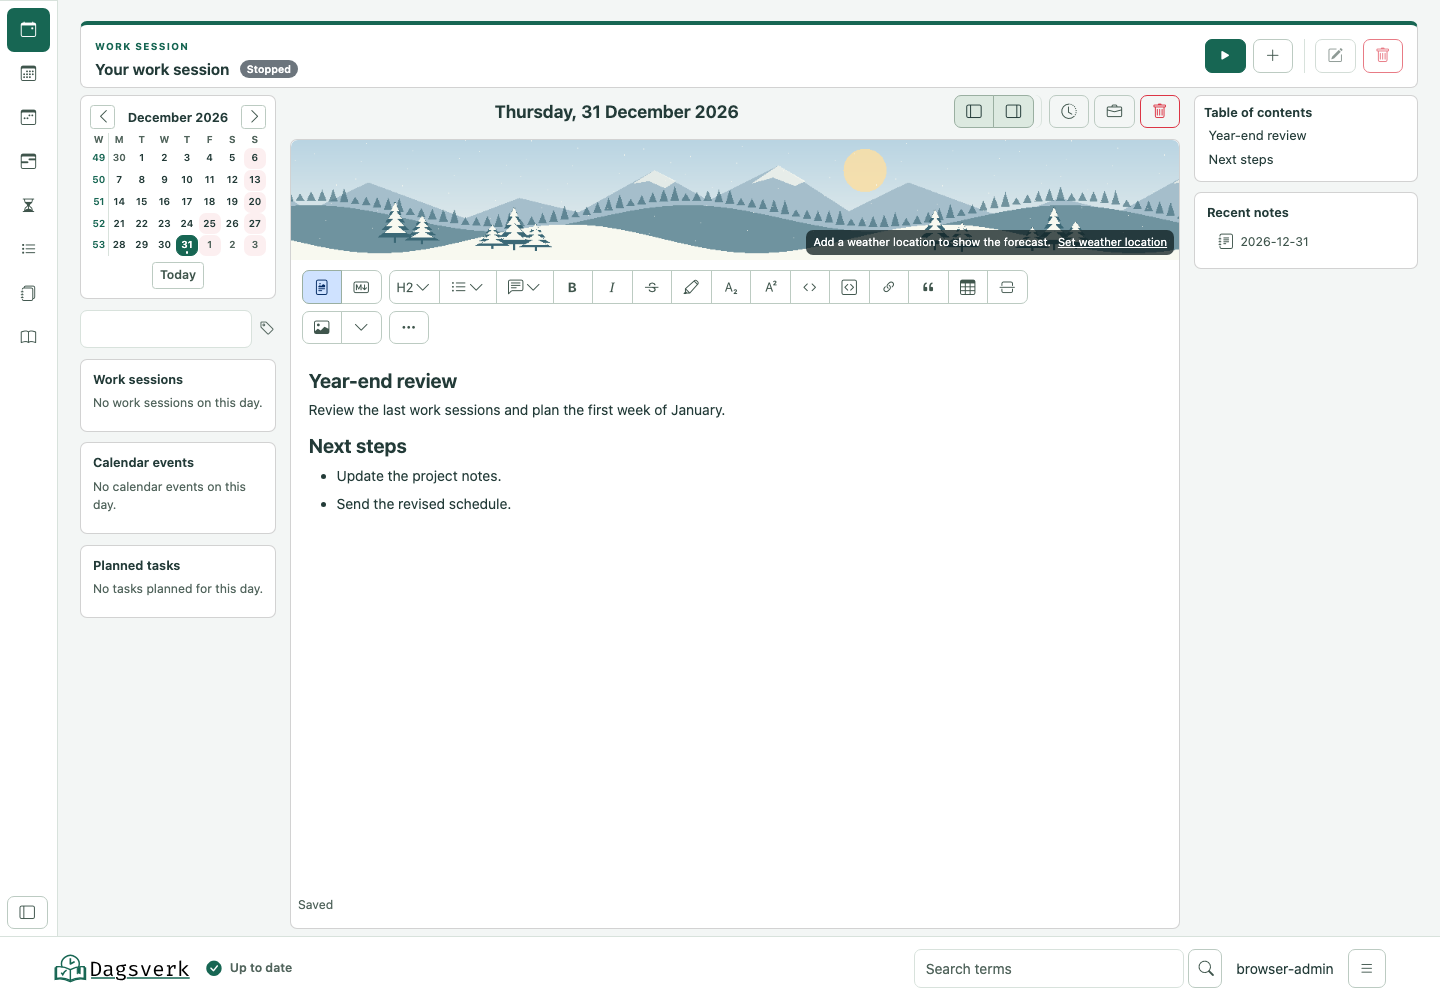 WORK SESSION
Your work session Stopped
December 2026
W M T W T F S S
49 30 1 2 3 4 5 6
50 7 8 9 10 11 12 13
51 14 15 16 17 18 19 20
52 21 22 23 24 25 26 27
53 28 29 30 31 1 2 3
Today
Work sessions
No work sessions on this day.
Calendar events
No calendar events on this
day.
Planned tasks
No tasks planned for this day.
Thursday, 31 December 2026
Add a weather location to show the forecast. Set weather location
H2 B I S A₂ A²
Year-end review
Review the last work sessions and plan the first week of January.
Next steps
Update the project notes.
Send the revised schedule.
Saved
Table of contents
Year-end review
Next steps
Recent notes
2026-12-31
Dagsverk Up to date
Search terms browser-admin